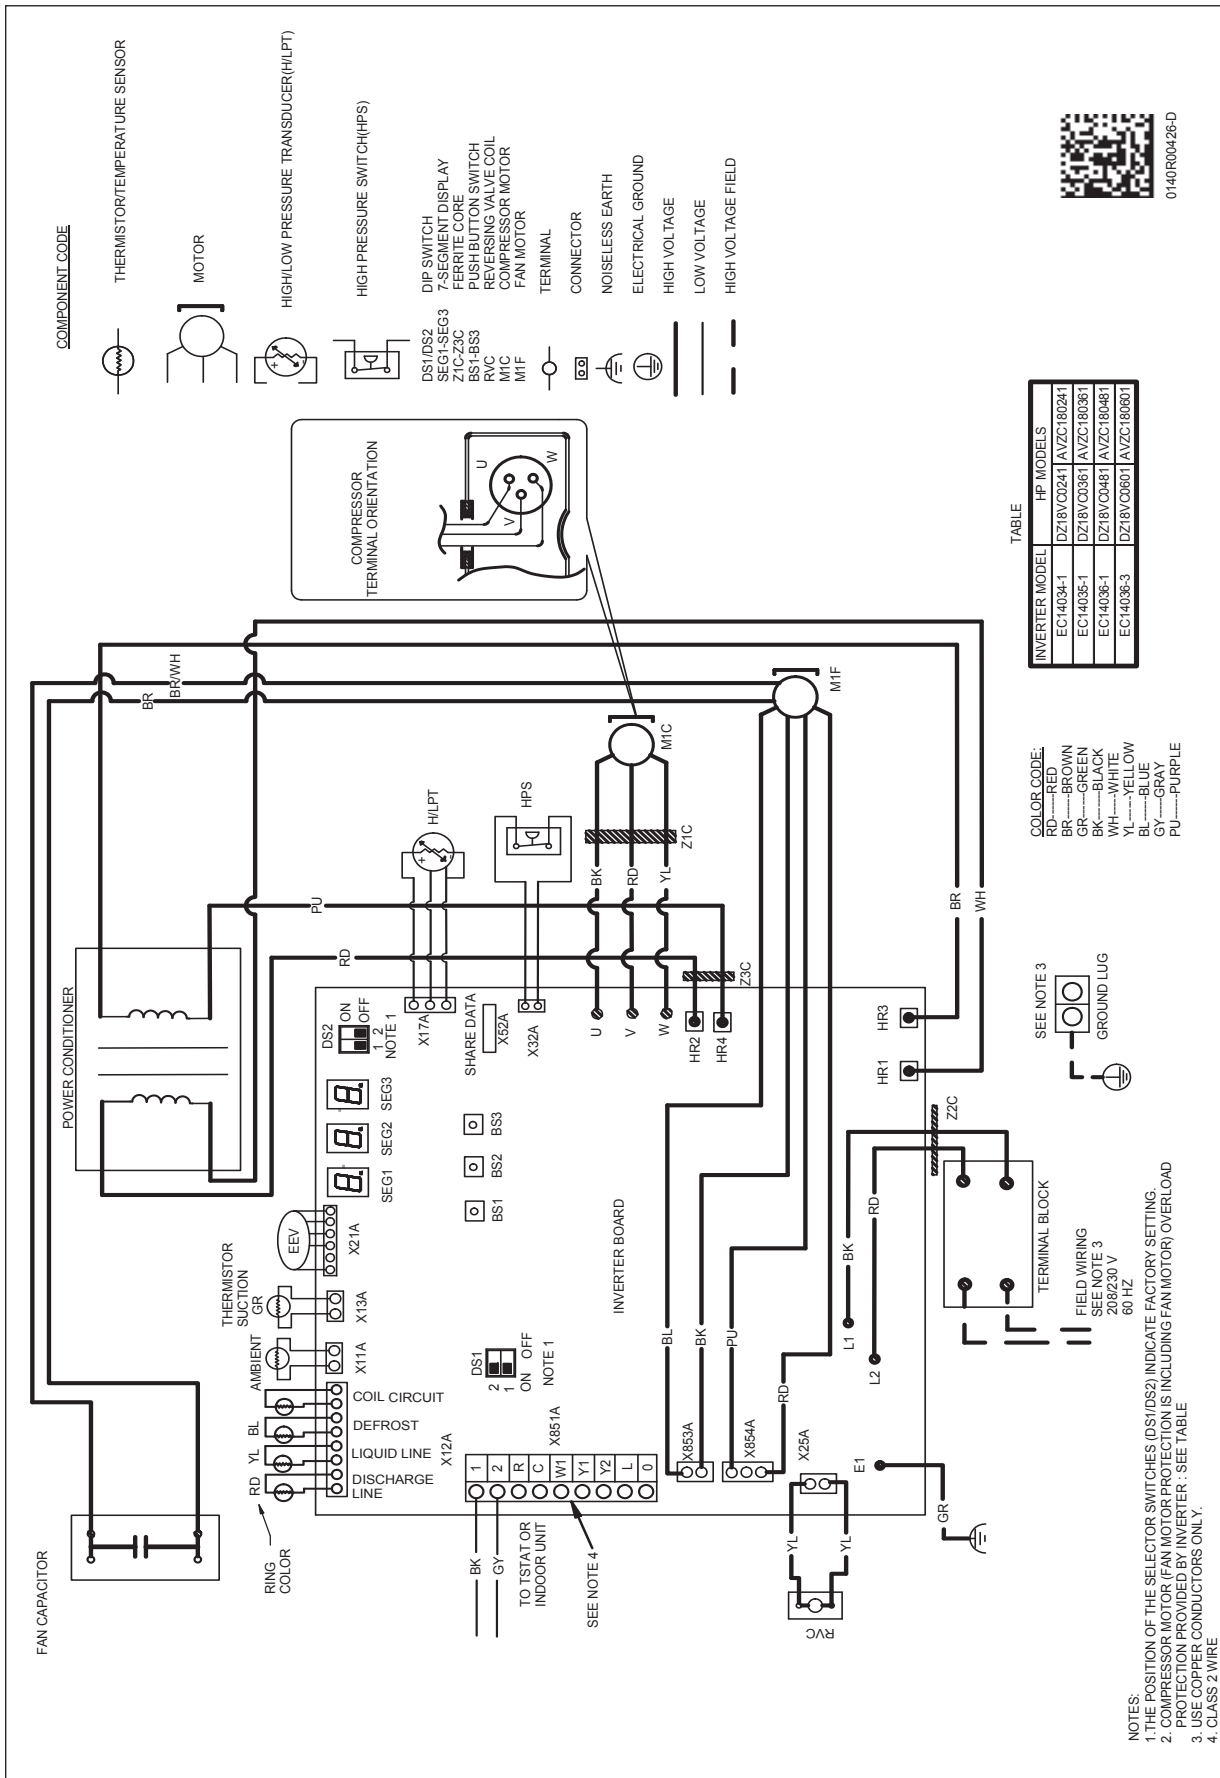 COMPONENT CODE
THERMISTOR/TEMPERATURE SENSOR
MOTOR
HIGH/LOW PRESSURE TRANSDUCER(H/LPT)
HIGH PRESSURE SWITCH(HPS)
DS1/DS2 DIP SWITCH
SEG1-SEG3 7-SEGMENT DISPLAY
Z1C-Z3C FERRITE CORE
BS1-BS3 PUSH BUTTON SWITCH
RVC REVERSING VALVE COIL
M1C COMPRESSOR MOTOR
M1F FAN MOTOR
TERMINAL
CONNECTOR
NOISELESS EARTH
ELECTRICAL GROUND
HIGH VOLTAGE
LOW VOLTAGE
HIGH VOLTAGE FIELD
0140R00426-D
COMPRESSOR
TERMINAL ORIENTATION
U
V
W
TABLE
INVERTER MODEL HP MODELS
EC14034-1 DZ18VC0241 AVZC180241
EC14035-1 DZ18VC0361 AVZC180361
EC14036-1 DZ18VC0481 AVZC180481
EC14036-3 DZ18VC0601 AVZC180601
COLOR CODE:
RD-----RED
BR-----BROWN
GR-----GREEN
BK-----BLACK
WH-----WHITE
YL-----YELLOW
BL-----BLUE
GY-----GRAY
PU-----PURPLE
FAN CAPACITOR
BR
BR/WH
POWER CONDITIONER
RD
PU
RING
COLOR
RD
YL
BL
AMBIENT
THERMISTOR
SUCTION
GR
EEV
COIL CIRCUIT
DEFROST
LIQUID LINE
DISCHARGE
LINE
X12A
X11A
X13A
X21A
SEG1
SEG2
SEG3
DS2
ON
OFF
1 2
NOTE 1
X17A
H/LPT
+
-
SHARE DATA
X52A
X32A
HPS
BS1
BS2
BS3
DS1
2
1
ON OFF
NOTE 1
INVERTER BOARD
X851A
1
2
R
C
W1
Y1
Y2
L
0
BK
GY
TO TSTAT OR
INDOOR UNIT
SEE NOTE 4
U
V
W
BK
RD
YL
Z1C
M1C
M1F
HR2
HR4
Z3C
BL
BK
PU
RD
X853A
X854A
X25A
YL
YL
RVC
E1
GR
L1
L2
BK
RD
Z2C
HR1
HR3
BR
WH
TERMINAL BLOCK
FIELD WIRING
SEE NOTE 3
208/230 V
60 HZ
SEE NOTE 3
GROUND LUG
NOTES:
1.THE POSITION OF THE SELECTOR SWITCHES (DS1/DS2) INDICATE FACTORY SETTING.
2. COMPRESSOR MOTOR (FAN MOTOR PROTECTION IS INCLUDING FAN MOTOR) OVERLOAD
PROTECTION PROVIDED BY INVERTER : SEE TABLE
3. USE COPPER CONDUCTORS ONLY.
4. CLASS 2 WIRE